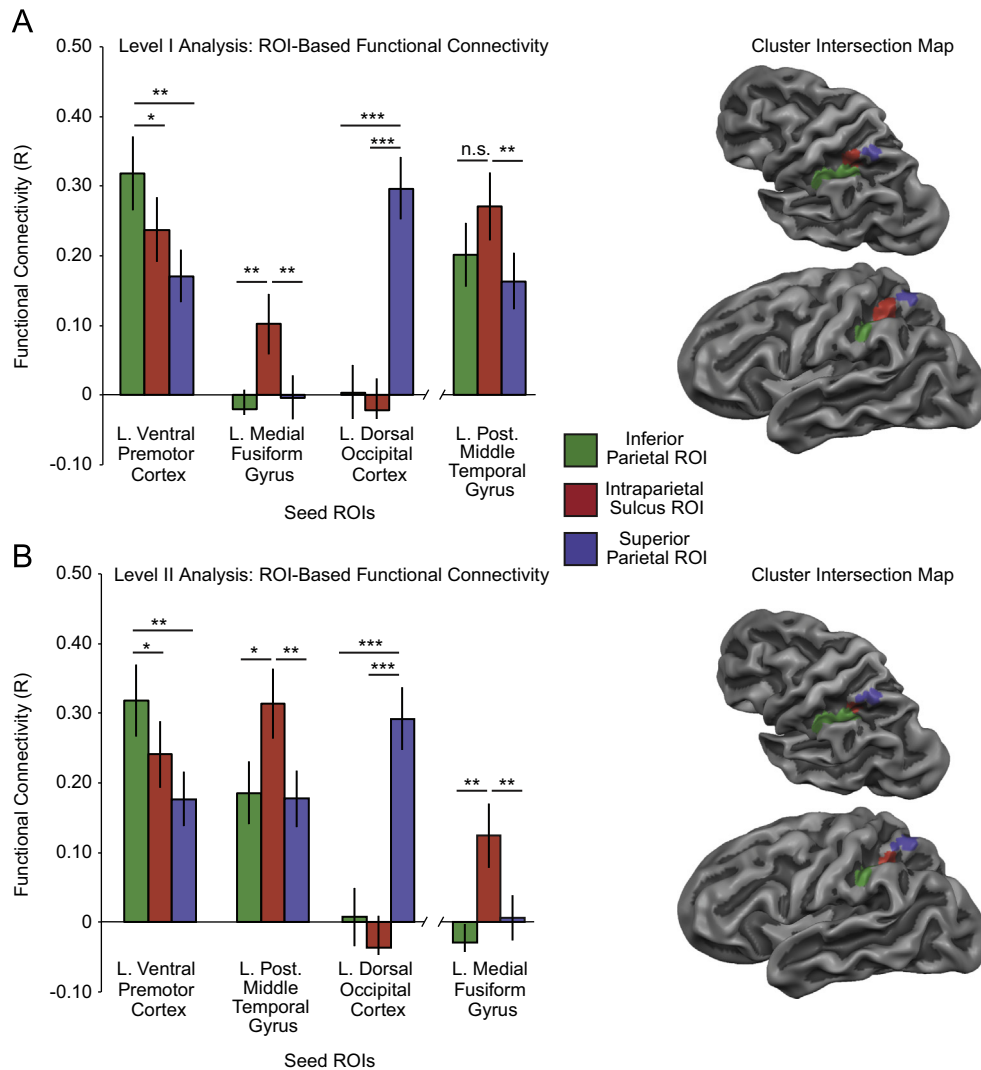 A
Level I Analysis: ROI-Based Functional Connectivity
Cluster Intersection Map
Functional Connectivity (R)
0.50
0.40
0.30
0.20
0.10
0
-0.10
**
*
**
**
***
***
n.s.
**
L. Ventral
Premotor
Cortex
L. Medial
Fusiform
Gyrus
L. Dorsal
Occipital
Cortex
L. Post.
Middle
Temporal
Gyrus
Seed ROIs
Inferior
Parietal ROI
Intraparietal
Sulcus ROI
Superior
Parietal ROI
B
Level II Analysis: ROI-Based Functional Connectivity
Cluster Intersection Map
Functional Connectivity (R)
0.50
0.40
0.30
0.20
0.10
0
-0.10
**
*
*
**
***
***
**
**
L. Ventral
Premotor
Cortex
L. Post.
Middle
Temporal
Gyrus
L. Dorsal
Occipital
Cortex
L. Medial
Fusiform
Gyrus
Seed ROIs